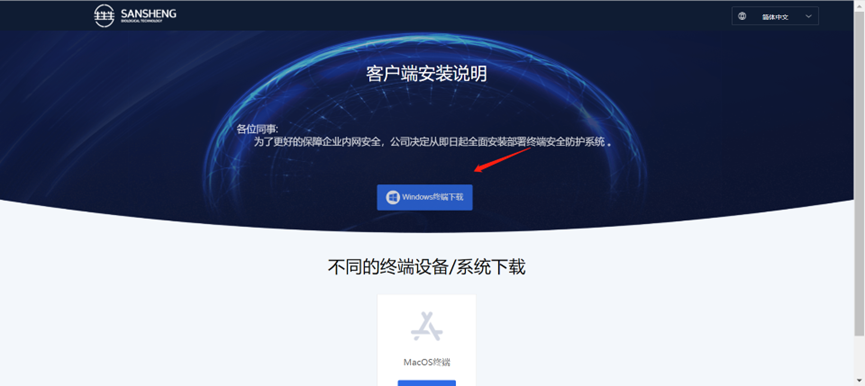 SANSHENG
BIOLOGICAL TECHNOLOGY
简体中文
客户端安装说明
各位同事:
为了更好的保障企业内网安全，公司决定从即日起全面安装部署终端安全防护系统 。
Windows终端下载
不同的终端设备/系统下载
MacOS终端